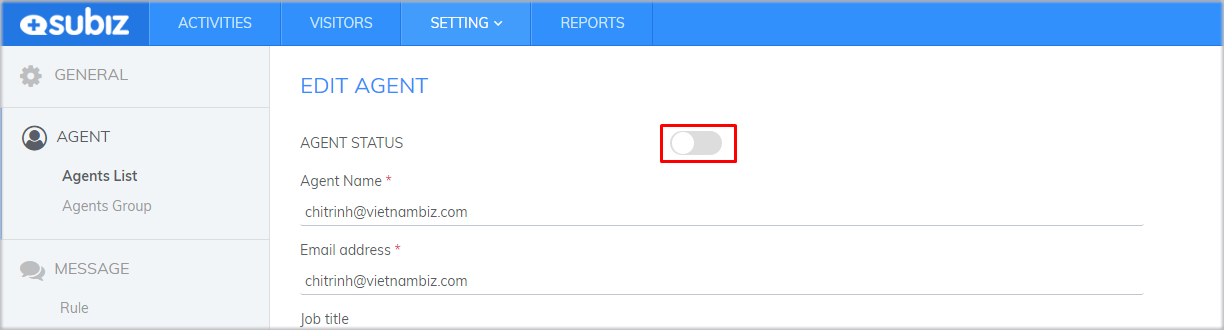 subiz ACTIVITIES VISITORS SETTING REPORTS
GENERAL
AGENT
Agents List
Agents Group
MESSAGE
Rule
EDIT AGENT
AGENT STATUS
Agent Name *
chitrinh@vietnambiz.com
Email address *
chitrinh@vietnambiz.com
Job title